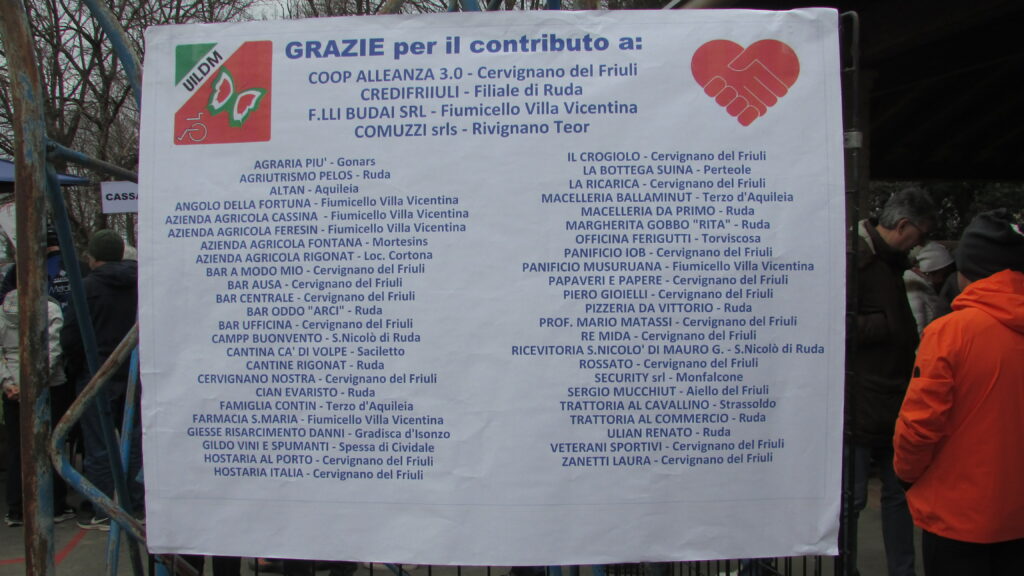 UILDM
GRAZIE per il contributo a:
COOP ALLEANZA 3.0 - Cervignano del Friuli
CREDIFRIIULI - Filiale di Ruda
F.LLI BUDAI SRL - Fiumicello Villa Vicentina
COMUZZI srls - Rivignano Teor
AGRARIA PIU' - Gonars
AGRIUTRISMO PELOS - Ruda
ALTAN - Aquileia
ANGOLO DELLA FORTUNA - Fiumicello Villa Vicentina
AZIENDA AGRICOLA CASSINA - Fiumicello Villa Vicentina
AZIENDA AGRICOLA FERESIN - Fiumicello Villa Vicentina
AZIENDA AGRICOLA FONTANA - Mortesins
AZIENDA AGRICOLA RIGONAT - Loc. Cortona
BAR A MODO MIO - Cervignano del Friuli
BAR AUSA - Cervignano del Friuli
BAR CENTRALE - Cervignano del Friuli
BAR ODDO "ARCI" - Ruda
BAR UFFICINA - Cervignano del Friuli
CAMPP BUONVENTO - S.Nicolò di Ruda
CANTINA CA' DI VOLPE - Saciletto
CANTINE RIGONAT - Ruda
CERVIGNANO NOSTRA - Cervignano del Friuli
CIAN EVARISTO - Ruda
FAMIGLIA CONTIN - Terzo d'Aquileia
FARMACIA S.MARIA - Fiumicello Villa Vicentina
GIESSE RISARCIMENTO DANNI - Gradisca d'Isonzo
GILDO VINI E SPUMANTI - Spessa di Cividale
HOSTARIA AL PORTO - Cervignano del Friuli
HOSTARIA ITALIA - Cervignano del Friuli
IL CROGIOLO - Cervignano del Friuli
LA BOTTEGA SUINA - Perteole
LA RICARICA - Cervignano del Friuli
MACELLERIA BALLAMINUT - Terzo d'Aquileia
MACELLERIA DA PRIMO - Ruda
MARGHERITA GOBBO "RITA" - Ruda
OFFICINA FERIGUTTI - Torviscosa
PANIFICIO IOB - Cervignano del Friuli
PANIFICIO MUSURUANA - Fiumicello Villa Vicentina
PAPAVERI E PAPERE - Cervignano del Friuli
PIERO GIOIELLI - Cervignano del Friuli
PIZZERIA DA VITTORIO - Ruda
PROF. MARIO MATASSI - Cervignano del Friuli
RE MIDA - Cervignano del Friuli
RICEVITORIA S.NICOLO' DI MAURO G. - S.Nicolò di Ruda
ROSSATO - Cervignano del Friuli
SECURITY srl - Monfalcone
SERGIO MUCCHIUT - Aiello del Friuli
TRATTORIA AL CAVALLINO - Strassoldo
TRATTORIA AL COMMERCIO - Ruda
ULIAN RENATO - Ruda
VETERANI SPORTIVI - Cervignano del Friuli
ZANETTI LAURA - Cervignano del Friuli
CASSA